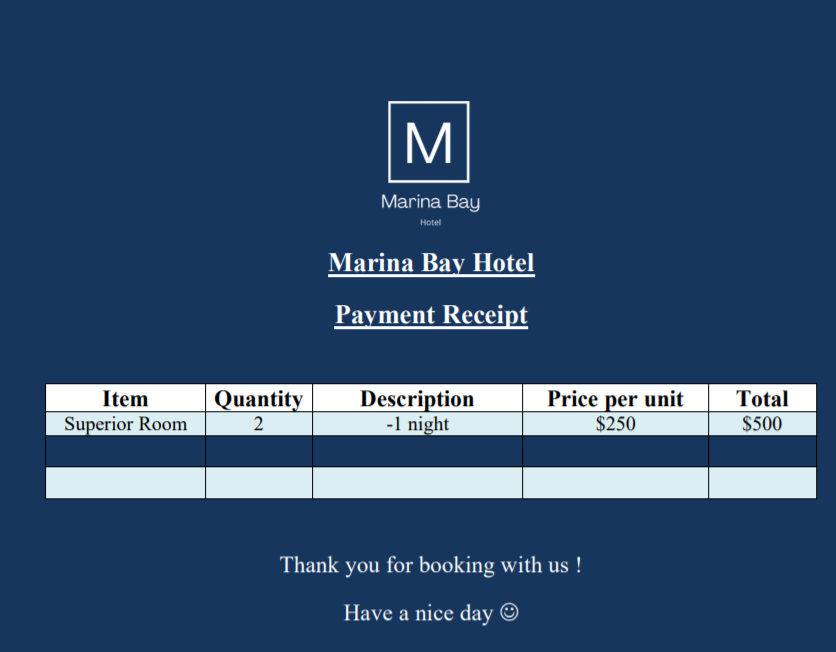 M
Marina Bay
Hotel
Marina Bay Hotel
Payment Receipt
Item Quantity Description Price per unit Total
Superior Room 2 -1 night $250 $500
Thank you for booking with us !
Have a nice day ☺